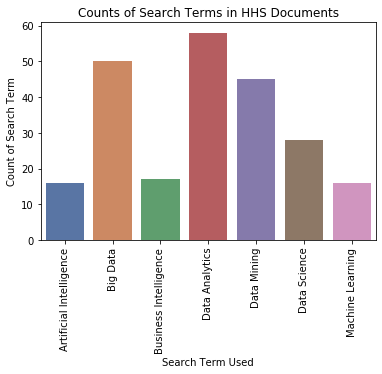 Counts of Search Terms in HHS Documents
Count of Search Term
60
50
40
30
20
10
0
Artificial Intelligence
Big Data
Business Intelligence
Data Analytics
Data Mining
Data Science
Machine Learning
Search Term Used